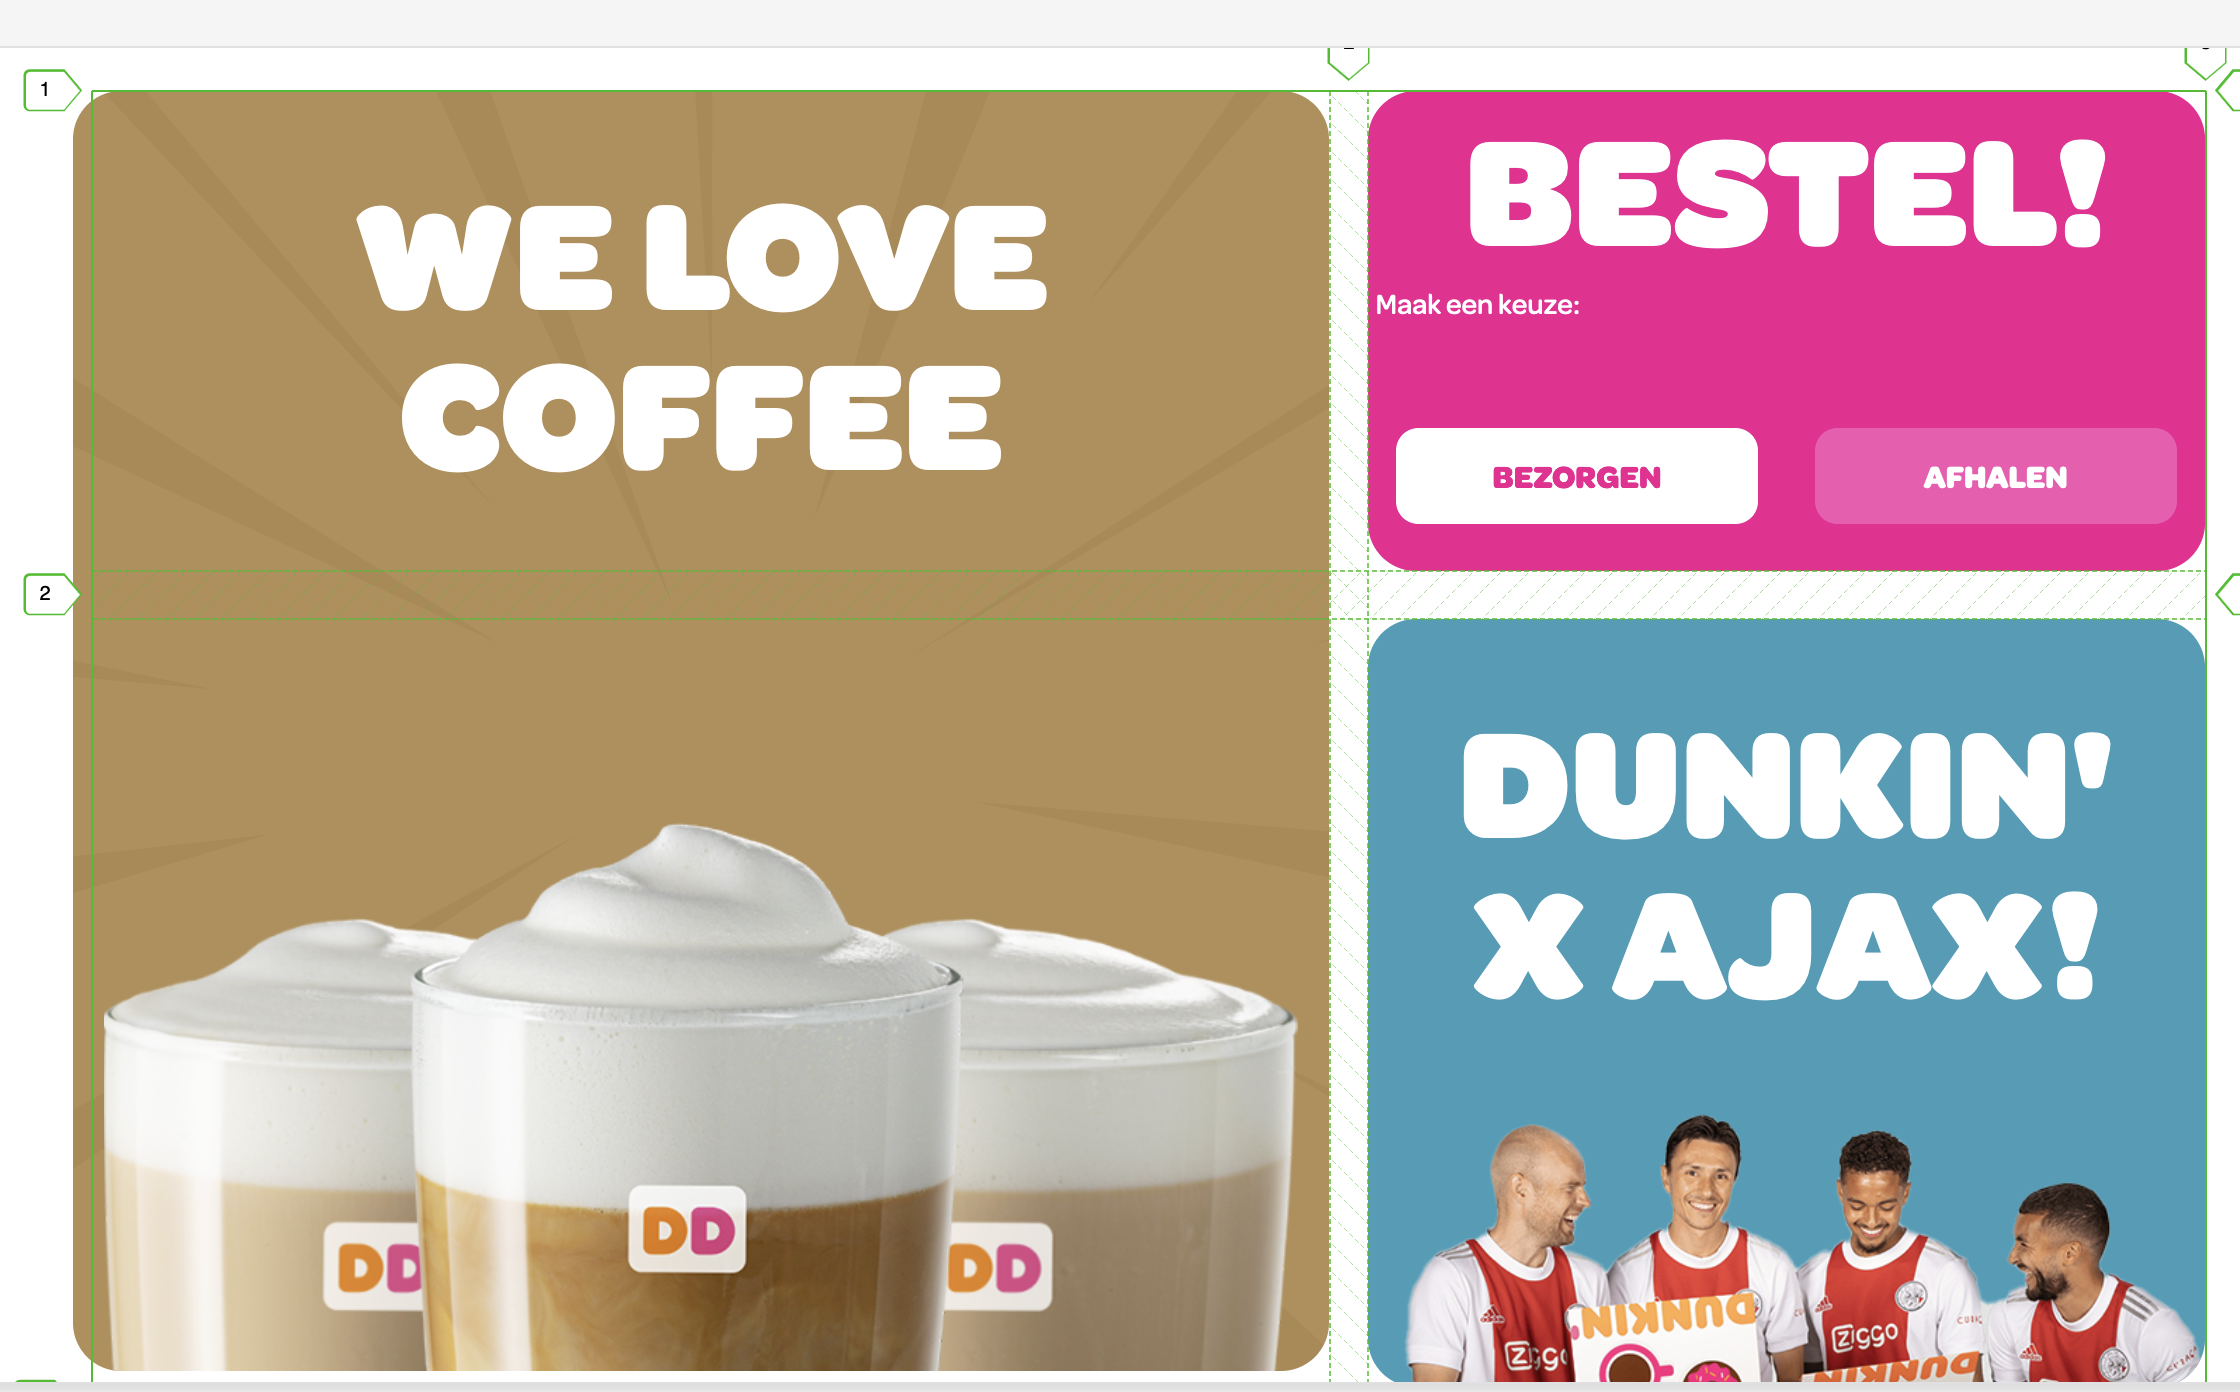 1
WE LOVE
COFFEE
BESTEL!
Maak een keuze:
BEZORGEN
AFHALEN
2
DUNKIN'
X AJAX!
DD
DD
DD
DUNKIN
ZIGGO
ZIGGO
DUNKIN